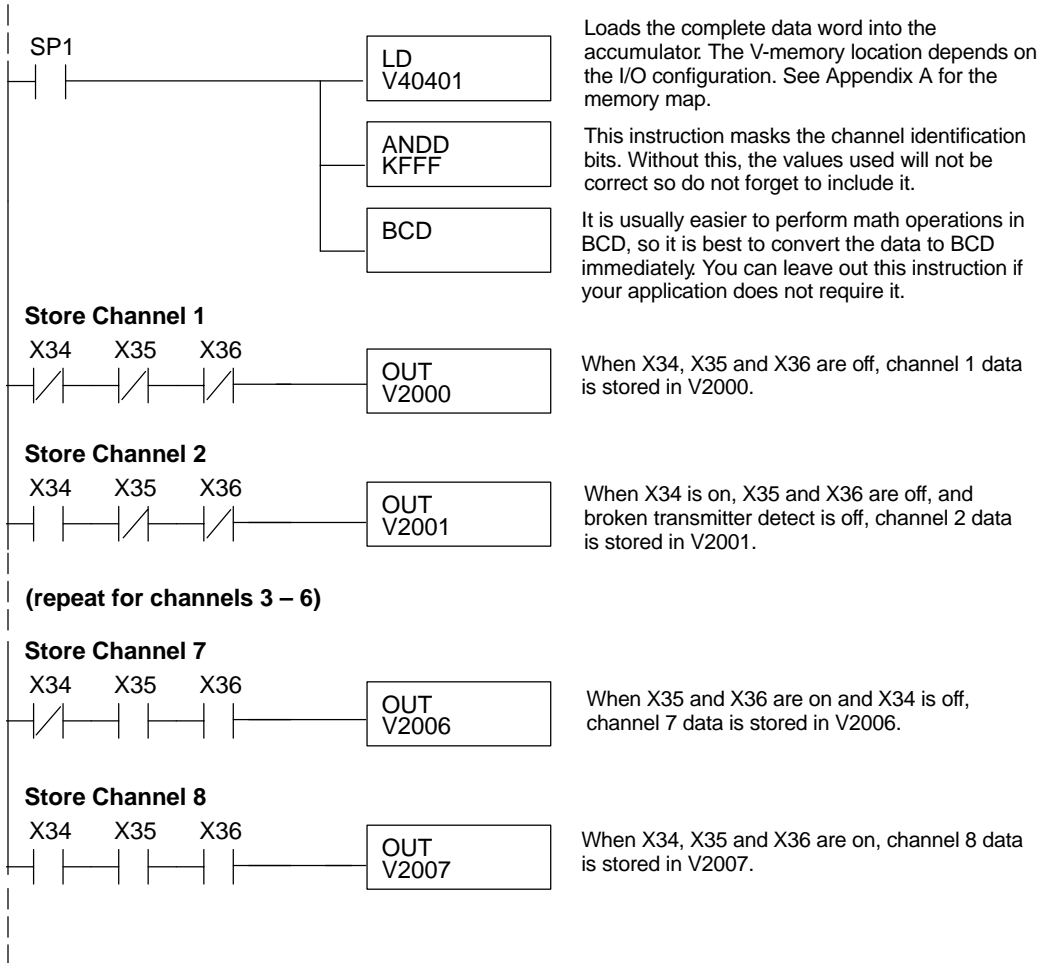 SP1
LD
V40401
Loads the complete data word into the
accumulator. The V-memory location depends on
the I/O configuration. See Appendix A for the
memory map.
ANDD
KFFF
This instruction masks the channel identification
bits. Without this, the values used will not be
correct so do not forget to include it.
BCD
It is usually easier to perform math operations in
BCD, so it is best to convert the data to BCD
immediately. You can leave out this instruction if
your application does not require it.
Store Channel 1
X34 X35 X36
OUT
V2000
When X34, X35 and X36 are off, channel 1 data
is stored in V2000.
Store Channel 2
X34 X35 X36
OUT
V2001
When X34 is on, X35 and X36 are off, and
broken transmitter detect is off, channel 2 data
is stored in V2001.
(repeat for channels 3 – 6)
Store Channel 7
X34 X35 X36
OUT
V2006
When X35 and X36 are on and X34 is off,
channel 7 data is stored in V2006.
Store Channel 8
X34 X35 X36
OUT
V2007
When X34, X35 and X36 are on, channel 8 data
is stored in V2007.